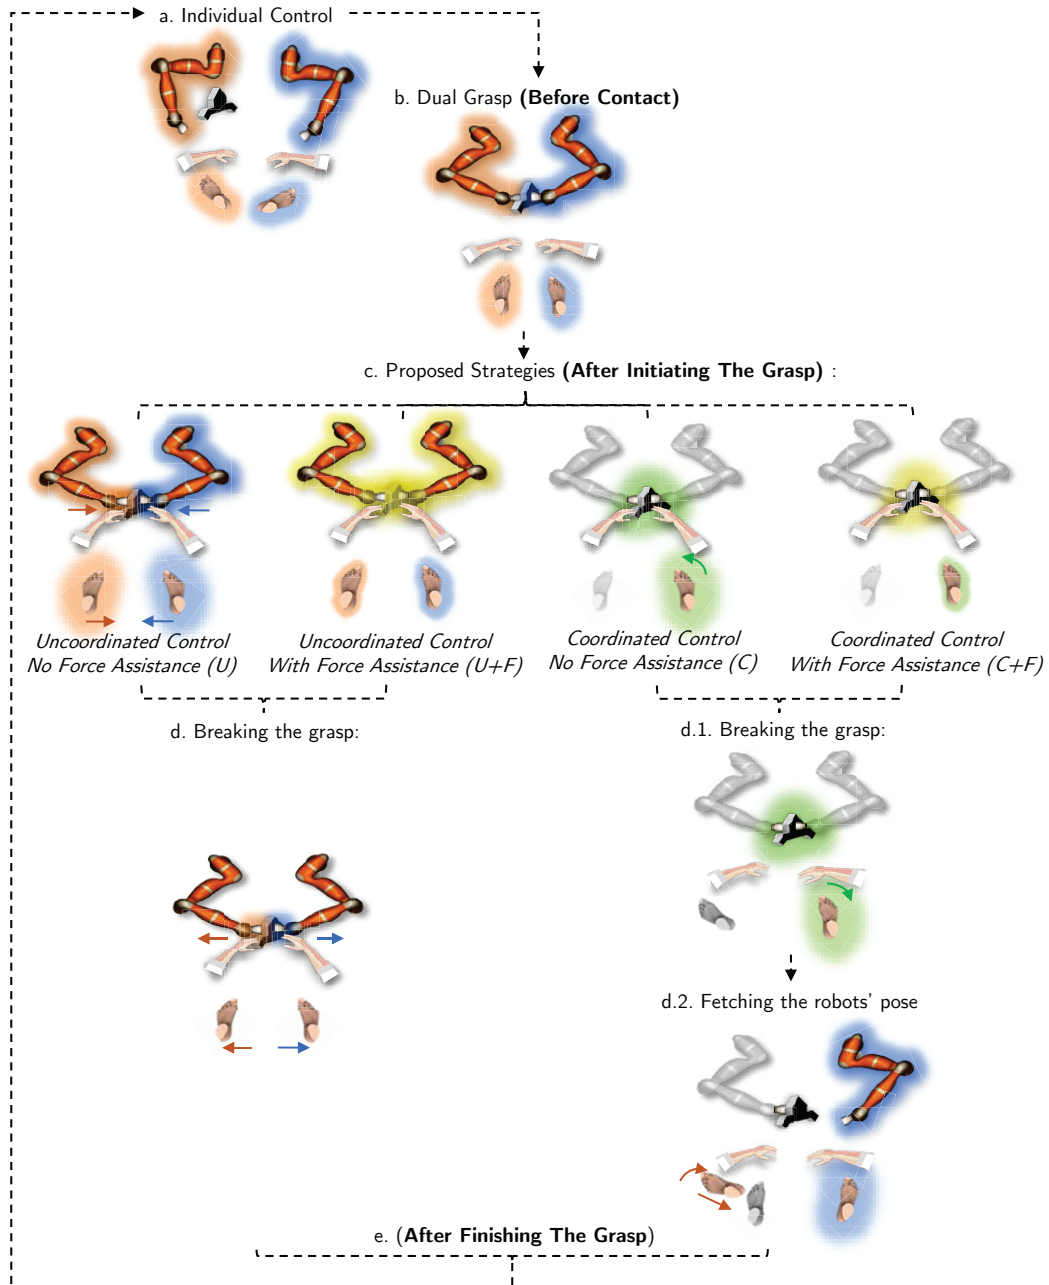 a. Individual Control
b. Dual Grasp (Before Contact)
c. Proposed Strategies (After Initiating The Grasp) :
Uncoordinated Control
No Force Assistance (U)
Uncoordinated Control
With Force Assistance (U+F)
Coordinated Control
No Force Assistance (C)
Coordinated Control
With Force Assistance (C+F)
d. Breaking the grasp:
d.1. Breaking the grasp:
d.2. Fetching the robots' pose
e. (After Finishing The Grasp)